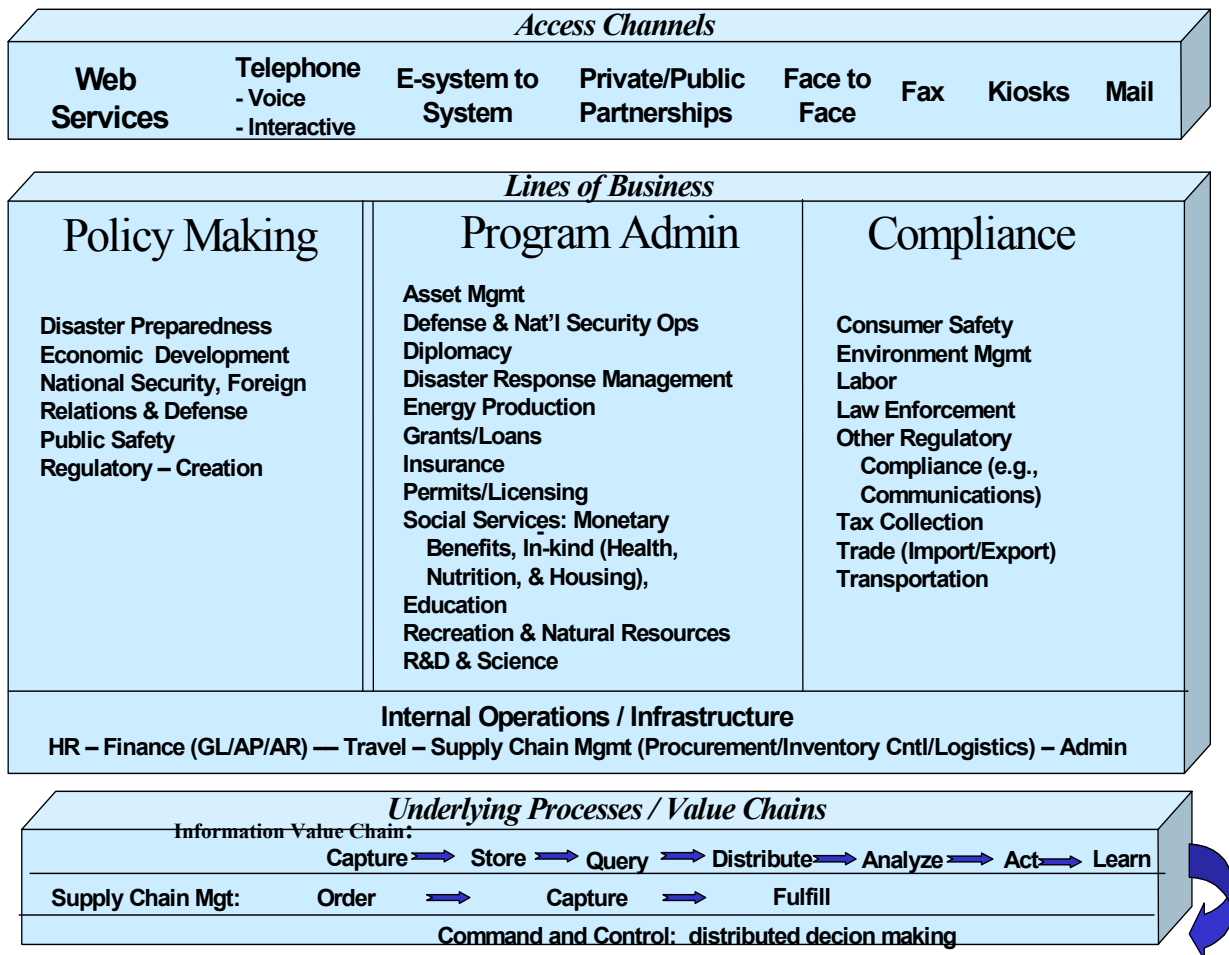 Access Channels
Web Services
Telephone
- Voice
- Interactive
E-system to System
Private/Public Partnerships
Face to Face
Fax
Kiosks
Mail
Lines of Business
Policy Making
Disaster Preparedness
Economic Development
National Security, Foreign
Relations & Defense
Public Safety
Regulatory – Creation
Program Admin
Asset Mgmt
Defense & Nat'l Security Ops
Diplomacy
Disaster Response Management
Energy Production
Grants/Loans
Insurance
Permits/Licensing
Social Services: Monetary
Benefits, In-kind (Health,
Nutrition, & Housing),
Education
Recreation & Natural Resources
R&D & Science
Compliance
Consumer Safety
Environment Mgmt
Labor
Law Enforcement
Other Regulatory
Compliance (e.g.,
Communications)
Tax Collection
Trade (Import/Export)
Transportation
Internal Operations / Infrastructure
HR – Finance (GL/AP/AR) –– Travel – Supply Chain Mgmt (Procurement/Inventory Cntl/Logistics) – Admin
Underlying Processes / Value Chains
Information Value Chain:
Capture Store Query Distribute Analyze Act Learn
Supply Chain Mgt: Order Capture Fulfill
Command and Control: distributed decion making